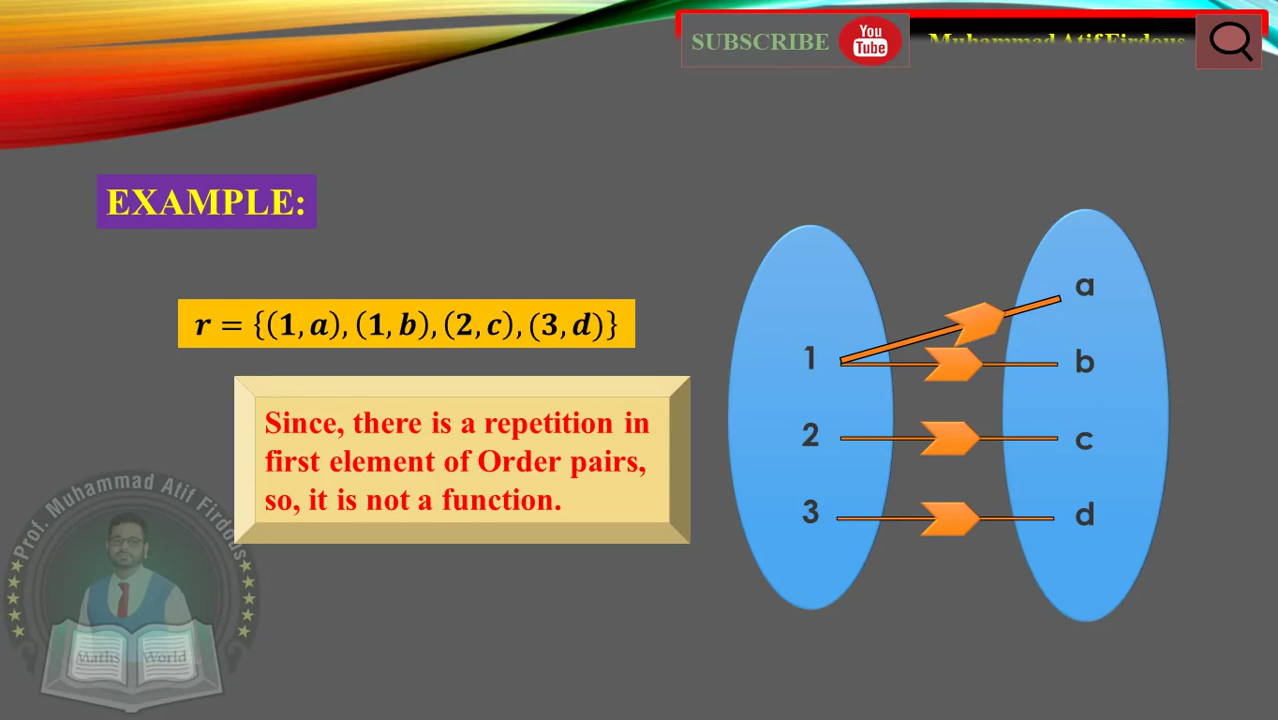 SUBSCRIBE
You
Tube
Muhammad Atif Firdous
EXAMPLE:
𝒓 = {(𝟏, 𝒂), (𝟏, 𝒃), (𝟐, 𝒄), (𝟑, 𝒅)}
Since, there is a repetition in
first element of Order pairs,
so, it is not a function.
1
2
3
a
b
c
d
Prof. Muhammad Atif Firdous
Maths World